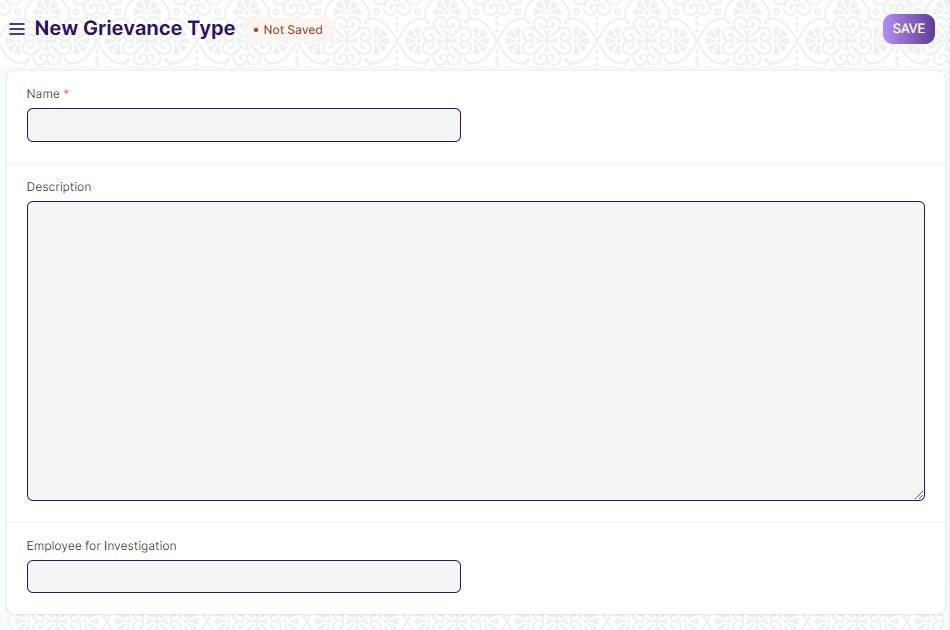 New Grievance Type
• Not Saved
SAVE
Name *
Description
Employee for Investigation